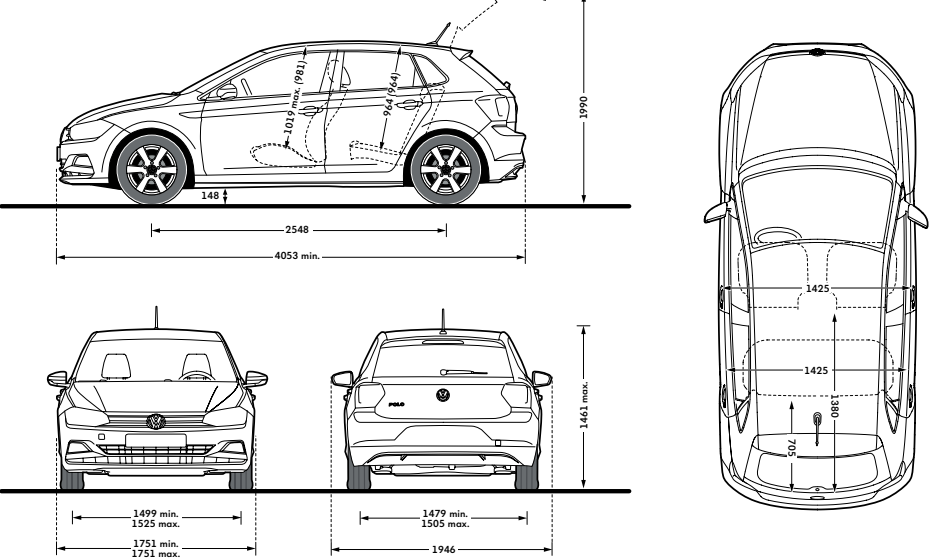 1019 max. (981)
964 (964)
1990
148
2548
4053 min.
POLO
1461 max.
1499 min.
1525 max.
1751 min.
1751 max.
1479 min.
1505 max.
1946
1425
1425
1380
705